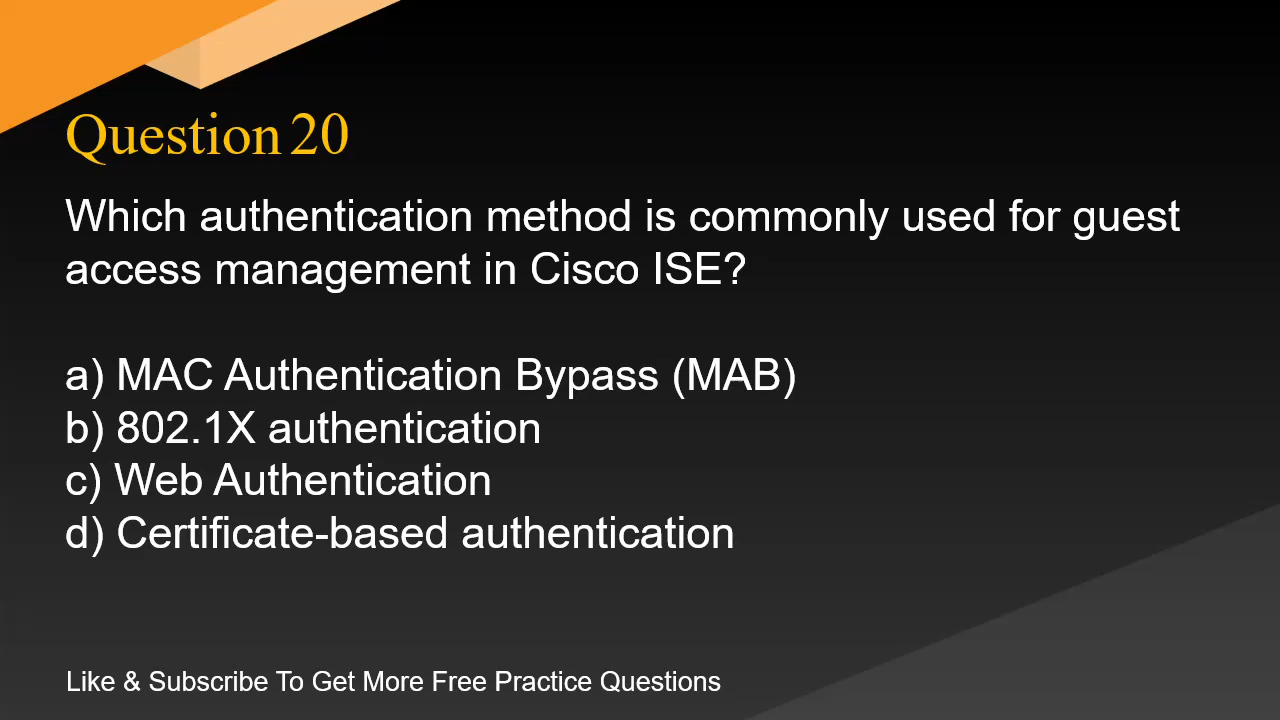 Question 20
Which authentication method is commonly used for guest
access management in Cisco ISE?
a) MAC Authentication Bypass (MAB)
b) 802.1X authentication
c) Web Authentication
d) Certificate-based authentication
Like & Subscribe To Get More Free Practice Questions